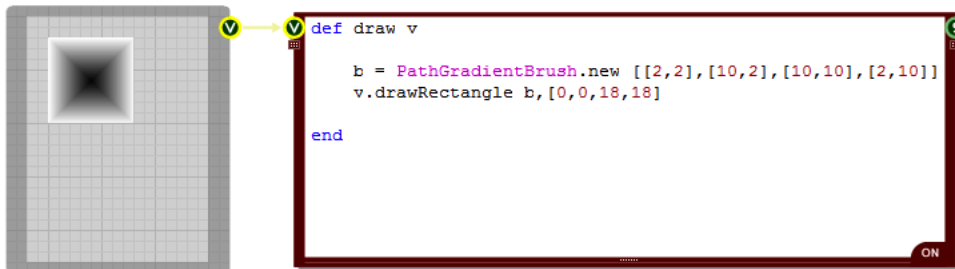 V V def draw v
b = PathGradientBrush.new [[2,2],[10,2],[10,10],[2,10]]
v.drawRectangle b,[0,0,18,18]
end
ON